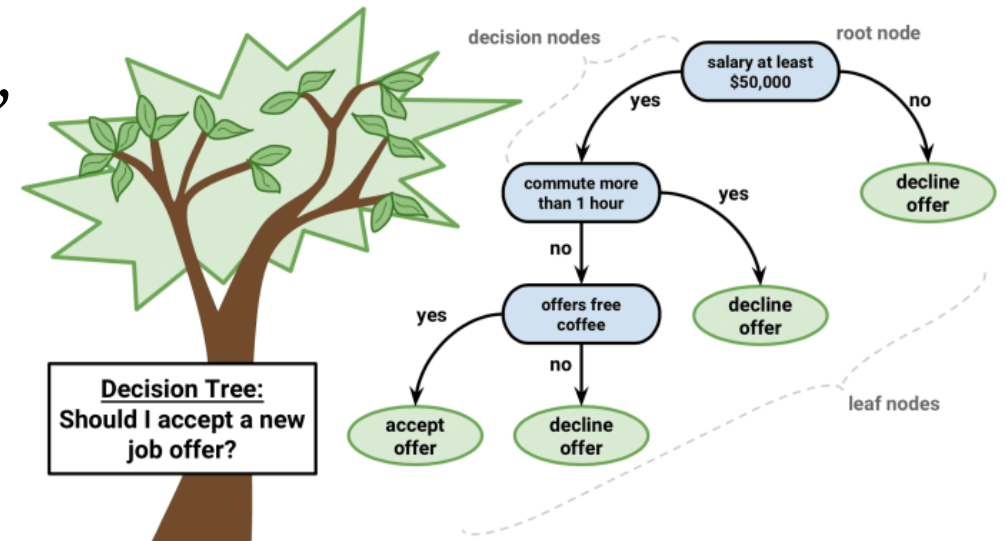 ,
decision nodes
root node
salary at least
$50,000
yes
no
commute more
than 1 hour
yes
decline
offer
no
offers free
coffee
decline
offer
yes
no
accept
offer
decline
offer
leaf nodes
Decision Tree:
Should I accept a new
job offer?